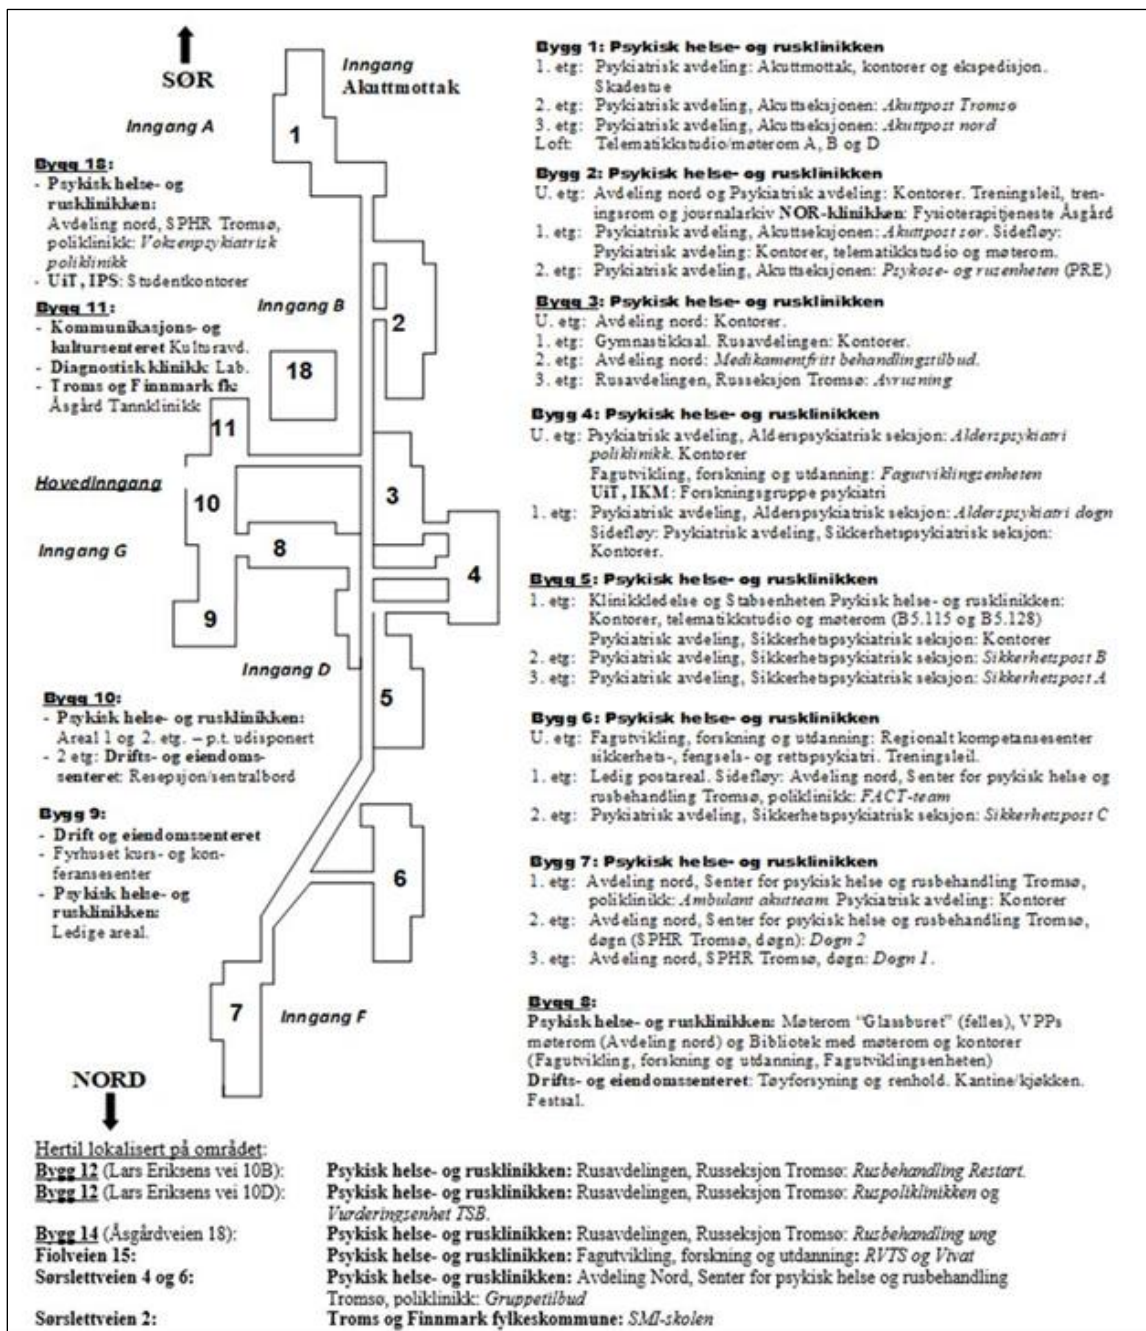 SØR
Inngang
Akuttmottak
Inngang A
1
Bygg 18:
- Psykisk helse- og
rusklinikken:
Avdeling nord, SPHR Tromsø,
poliklinikk: Voksenpsykiatrisk
poliklinikk
- UiT, IPS: Studentkontorer
Inngang B
2
Bygg 11:
- Kommunikasjons- og
kultursenteret Kulturavd.
- Diagnostisk klinikk: Lab.
- Troms og Finnmark fk:
Åsgård Tannklinikk
18
11
Hovedinngang
10
3
Inngang G
8
4
9
Inngang D
5
Bygg 10:
- Psykisk helse- og rusklinikken:
Areal 1 og 2. etg. – p.t. udisponert
- 2 etg: Drifts- og eiendoms-
senteret: Resepsjon/sentralbord
Bygg 9:
- Drift og eiendomssenteret
- Fyrhuset kurs- og kon-
feransesenter
- Psykisk helse- og
rusklinikken:
Ledige areal.
6
7
Inngang F
NORD
Bygg 1: Psykisk helse- og rusklinikken
1. etg: Psykiatrisk avdeling: Akuttmottak, kontorer og ekspedisjon.
Skadestue
2. etg: Psykiatrisk avdeling, Akuttseksjonen: Akuttpost Tromsø
3. etg: Psykiatrisk avdeling, Akuttseksjonen: Akuttpost nord
Loft: Telematikkstudio/møterom A, B og D
Bygg 2: Psykisk helse- og rusklinikken
U. etg: Avdeling nord og Psykiatrisk avdeling: Kontorer. Treningsleil, tren-
ingsrom og journalarkiv NOR-klinikken: Fysioterapitjeneste Åsgård
1. etg: Psykiatrisk avdeling, Akuttseksjonen: Akuttpost sør. Sidefløy:
Psykiatrisk avdeling: Kontorer, telematikkstudio og møterom.
2. etg: Psykiatrisk avdeling, Akuttseksjonen: Psykose- og rusenheten (PRE)
Bygg 3: Psykisk helse- og rusklinikken
U. etg: Avdeling nord: Kontorer.
1. etg: Gymnastikksal. Rusavdelingen: Kontorer.
2. etg: Avdeling nord: Medikamentfritt behandlingstilbud.
3. etg: Rusavdelingen, Russeksjon Tromsø: Avrusning
Bygg 4: Psykisk helse- og rusklinikken
U. etg: Psykiatrisk avdeling, Alderspsykiatrisk seksjon: Alderspsykiatri
poliklinikk. Kontorer
Fagutvikling, forskning og utdanning: Fagutviklingsenheten
UiT, IKM: Forskningsgruppe psykiatri
1. etg: Psykiatrisk avdeling, Alderspsykiatrisk seksjon: Alderspsykiatri døgn
Sidefløy: Psykiatrisk avdeling, Sikkerhetspsykiatrisk seksjon:
Kontorer.
Bygg 5: Psykisk helse- og rusklinikken
1. etg: Klinikkledelse og Stabsenheten Psykisk helse- og rusklinikken:
Kontorer, telematikkstudio og møterom (B5.115 og B5.128)
Psykiatrisk avdeling, Sikkerhetspsykiatrisk seksjon: Kontorer
2. etg: Psykiatrisk avdeling, Sikkerhetspsykiatrisk seksjon: Sikkerhetspost B
3. etg: Psykiatrisk avdeling, Sikkerhetspsykiatrisk seksjon: Sikkerhetspost A
Bygg 6: Psykisk helse- og rusklinikken
U. etg: Fagutvikling, forskning og utdanning: Regionalt kompetansesenter
sikkerhets-, fengsels- og rettspsykiatri. Treningsleil.
1. etg: Ledig postareal. Sidefløy: Avdeling nord, Senter for psykisk helse og
rusbehandling Tromsø, poliklinikk: FACT-team
2. etg: Psykiatrisk avdeling, Sikkerhetspsykiatrisk seksjon: Sikkerhetspost C
Bygg 7: Psykisk helse- og rusklinikken
1. etg: Avdeling nord, Senter for psykisk helse og rusbehandling Tromsø,
poliklinikk: Ambulant akutteam. Psykiatrisk avdeling: Kontorer
2. etg: Avdeling nord, Senter for psykisk helse og rusbehandling Tromsø,
døgn (SPHR Tromsø, døgn): Døgn 2
3. etg: Avdeling nord, SPHR Tromsø, døgn: Døgn 1.
Bygg 8:
Psykisk helse- og rusklinikken: Møterom “Glassburet” (felles), VPPs
møterom (Avdeling nord) og Bibliotek med møterom og kontorer
(Fagutvikling, forskning og utdanning, Fagutviklingsenheten)
Drifts- og eiendomssenteret: Tøyforsyning og renhold. Kantine/kjøkken.
Festsal.
Hertil lokalisert på området:
Bygg 12 (Lars Eriksens vei 10B): Psykisk helse- og rusklinikken: Rusavdelingen, Russeksjon Tromsø: Rusbehandling Restart.
Bygg 12 (Lars Eriksens vei 10D): Psykisk helse- og rusklinikken: Rusavdelingen, Russeksjon Tromsø: Ruspoliklinikken og
Vurderingsenhet TSB.
Bygg 14 (Åsgårdveien 18): Psykisk helse- og rusklinikken: Rusavdelingen, Russeksjon Tromsø: Rusbehandling ung
Fiolveien 15: Psykisk helse- og rusklinikken: Fagutvikling, forskning og utdanning: RVTS og Vivat
Sørslettveien 4 og 6: Psykisk helse- og rusklinikken: Avdeling Nord, Senter for psykisk helse og rusbehandling
Tromsø, poliklinikk: Gruppetilbud
Sørslettveien 2: Troms og Finnmark fylkeskommune: SMI-skolen